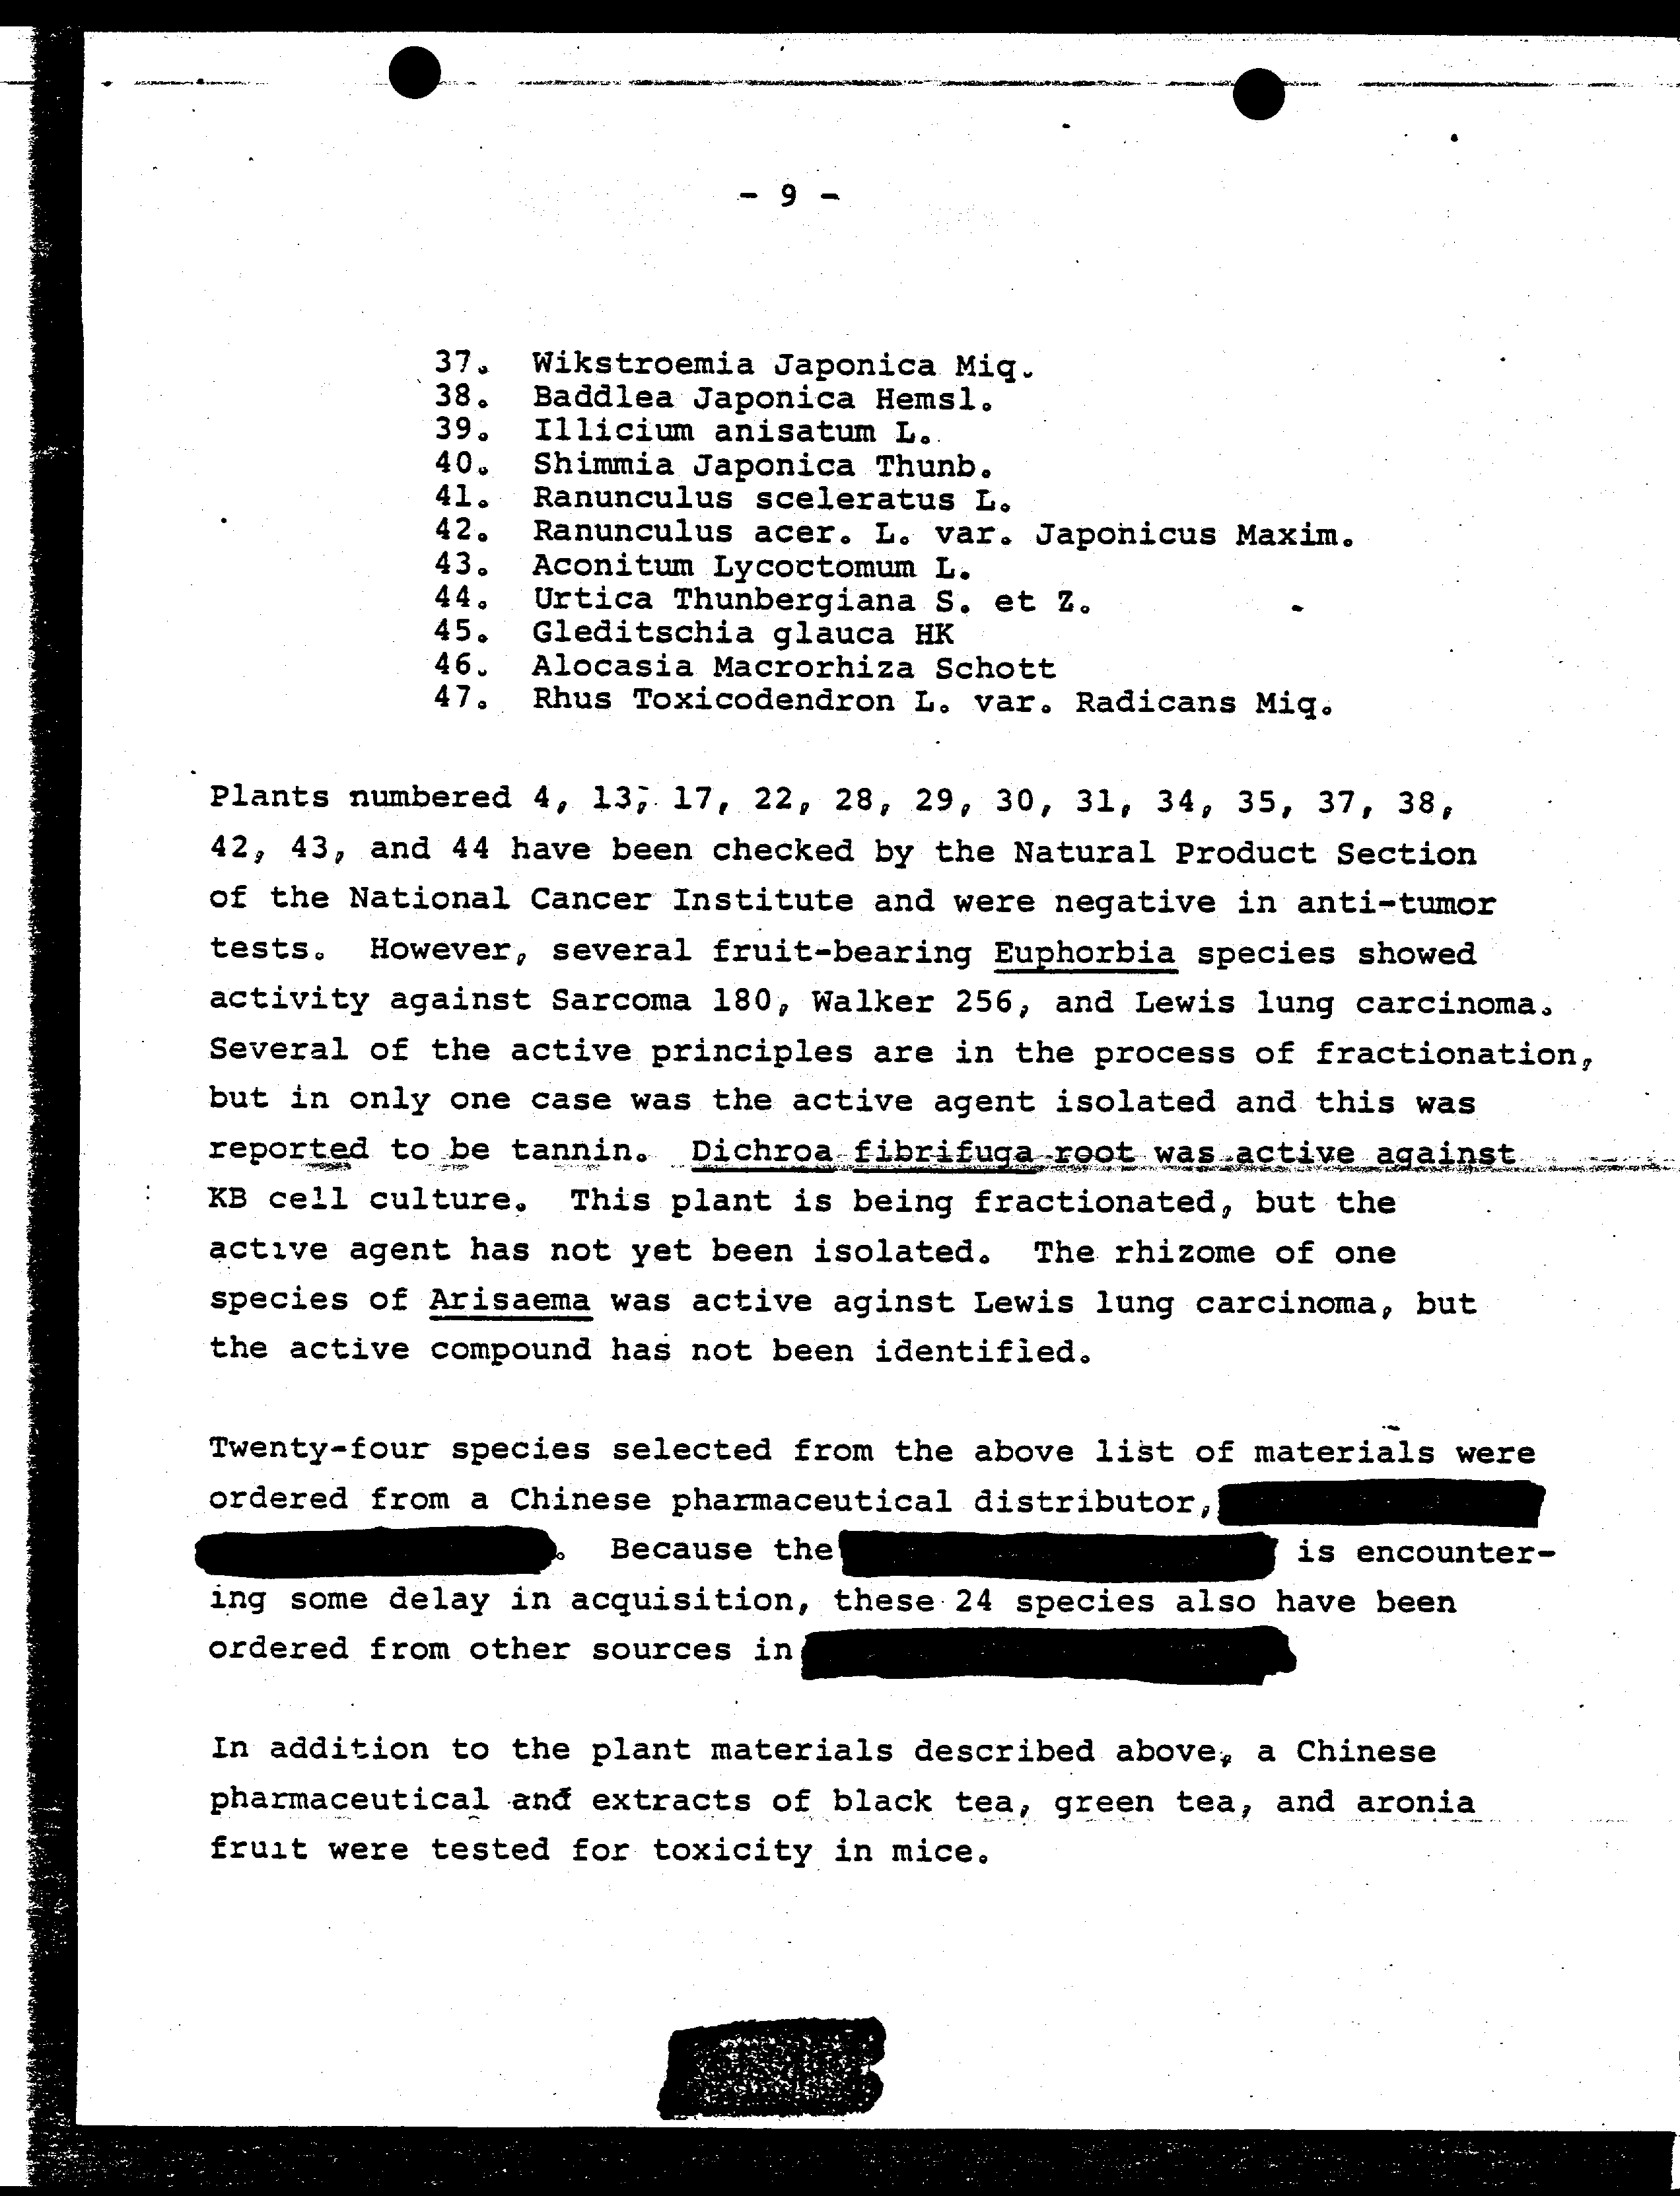 - 9 -
37. Wikstroemia Japonica Miq.
38. Baddlea Japonica Hemsl.
39. Illicium anisatum L.
40. Shimmia Japonica Thunb.
41. Ranunculus sceleratus L.
42. Ranunculus acer. L. var. Japonicus Maxim.
43. Aconitum Lycoctomum L.
44. Urtica Thunbergiana S. et Z.
45. Gleditschia glauca HK
46. Alocasia Macrorhiza Schott
47. Rhus Toxicodendron L. var. Radicans Miq.
Plants numbered 4, 13, 17, 22, 28, 29, 30, 31, 34, 35, 37, 38,
42, 43, and 44 have been checked by the Natural Product Section
of the National Cancer Institute and were negative in anti-tumor
tests. However, several fruit-bearing Euphorbia species showed
activity against Sarcoma 180, Walker 256, and Lewis lung carcinoma.
Several of the active principles are in the process of fractionation,
but in only one case was the active agent isolated and this was
reported to be tannin. Dichroa fibrifuga root was active against
KB cell culture. This plant is being fractionated, but the
active agent has not yet been isolated. The rhizome of one
species of Arisaema was active aginst Lewis lung carcinoma, but
the active compound has not been identified.
Twenty-four species selected from the above list of materials were
ordered from a Chinese pharmaceutical distributor,
. Because the is encounter-
ing some delay in acquisition, these 24 species also have been
ordered from other sources in
In addition to the plant materials described above, a Chinese
pharmaceutical and extracts of black tea, green tea, and aronia
fruit were tested for toxicity in mice.